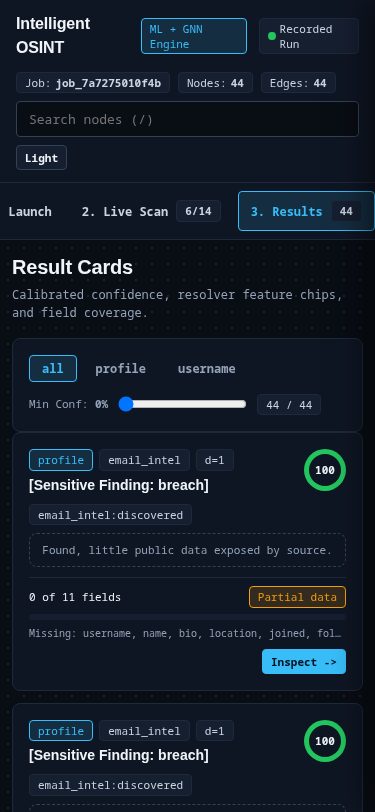 Intelligent OSINT
ML + GNN Engine
Recorded Run
Job: job_7a7275010f4b Nodes: 44 Edges: 44
Search nodes (/)
Light
Launch 2. Live Scan 6/14 3. Results 44
Result Cards
Calibrated confidence, resolver feature chips,
and field coverage.
all profile username
Min Conf: 0% 44 / 44
profile email_intel d=1
100
[Sensitive Finding: breach]
email_intel:discovered
Found, little public data exposed by source.
0 of 11 fields Partial data
Missing: username, name, bio, location, joined, fol…
Inspect ->
profile email_intel d=1
100
[Sensitive Finding: breach]
email_intel:discovered